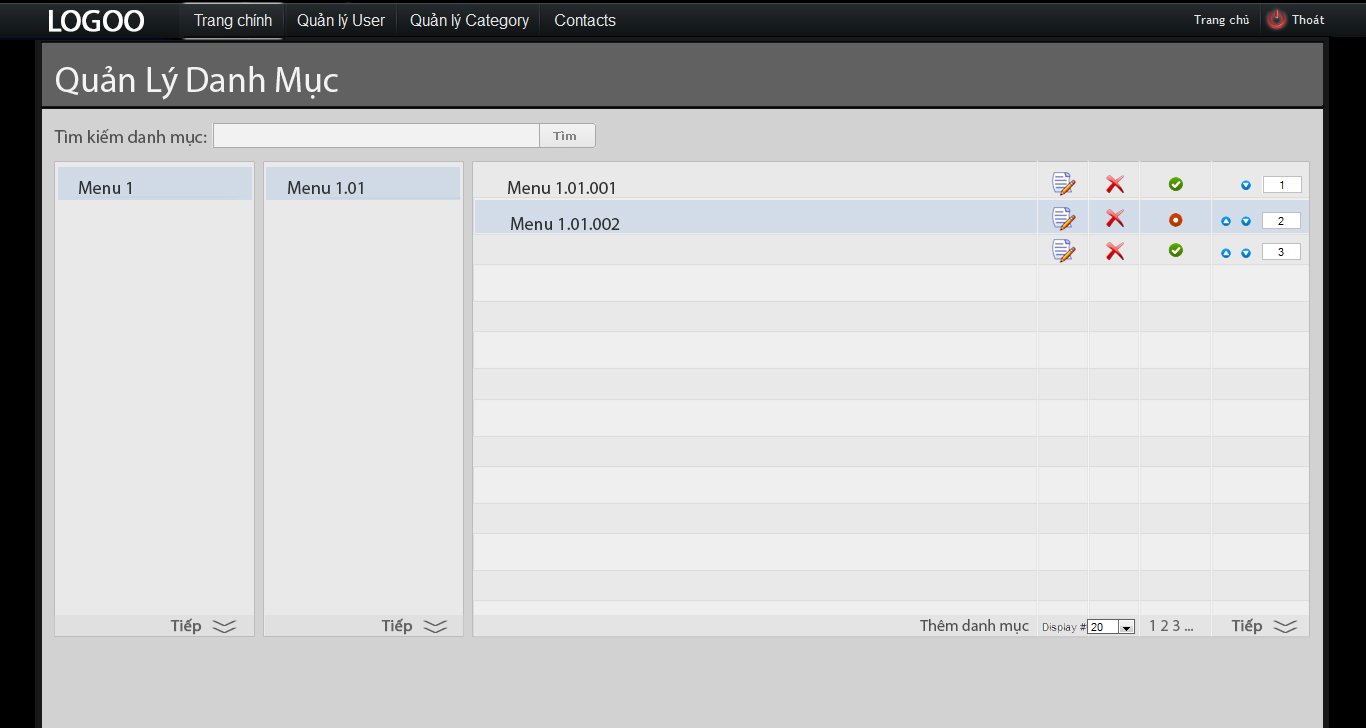 LOGOO Trang chính Quản lý User Quản lý Category Contacts Trang chủ Thoát
Quản Lý Danh Mục
Tìm kiếm danh mục: Tìm
Menu 1 Menu 1.01 Menu 1.01.001 1
Menu 1.01.002 2
3
Tiếp Tiếp Thêm danh mục Display # 20 1 2 3 ... Tiếp